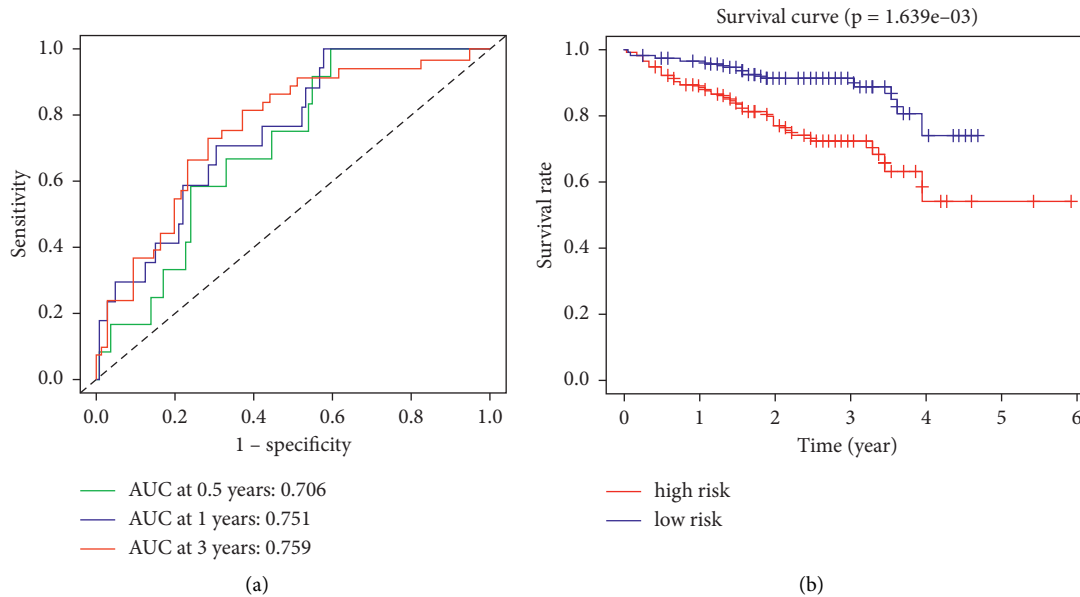 Survival curve (p = 1.639e–03)
1.0
0.8
0.6
0.4
0.2
0.0
Sensitivity
0.0 0.2 0.4 0.6 0.8 1.0
1 – specificity
AUC at 0.5 years: 0.706
AUC at 1 years: 0.751
AUC at 3 years: 0.759
(a)
1.0
0.8
0.6
0.4
0.2
0.0
Survival rate
0 1 2 3 4 5 6
Time (year)
high risk
low risk
(b)